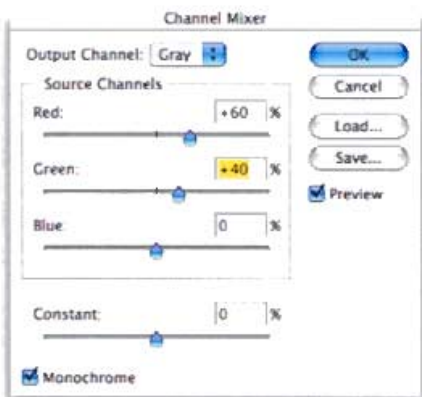 Channel Mixer
Output Channel: Gray
OK
Source Channels
Cancel
Red: +60 %
Load...
Save...
Green: +40 %
Preview
Blue: 0 %
Constant: 0 %
Monochrome